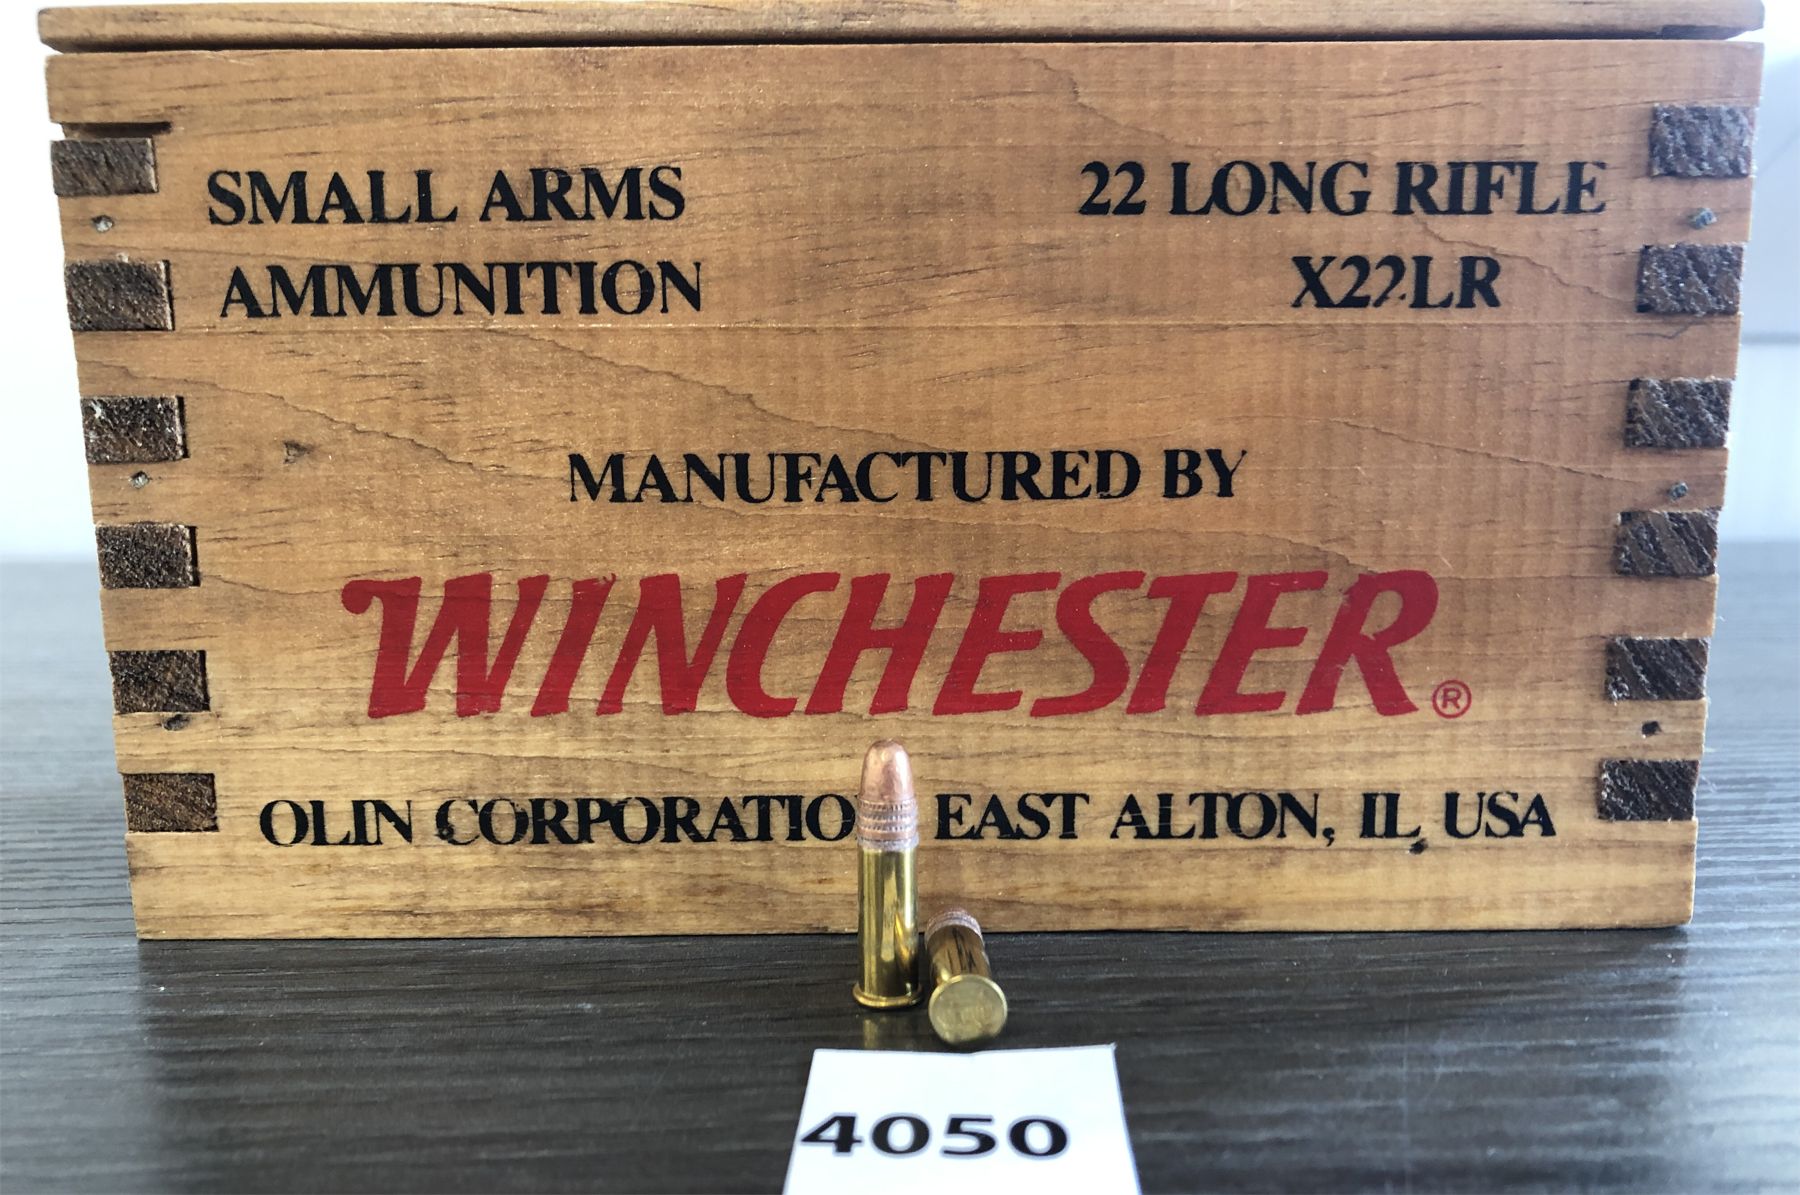 SMALL ARMS
AMMUNITION
22 LONG RIFLE
X22LR
MANUFACTURED BY
WINCHESTER®
OLIN CORPORATIO EAST ALTON, IL, USA
4050